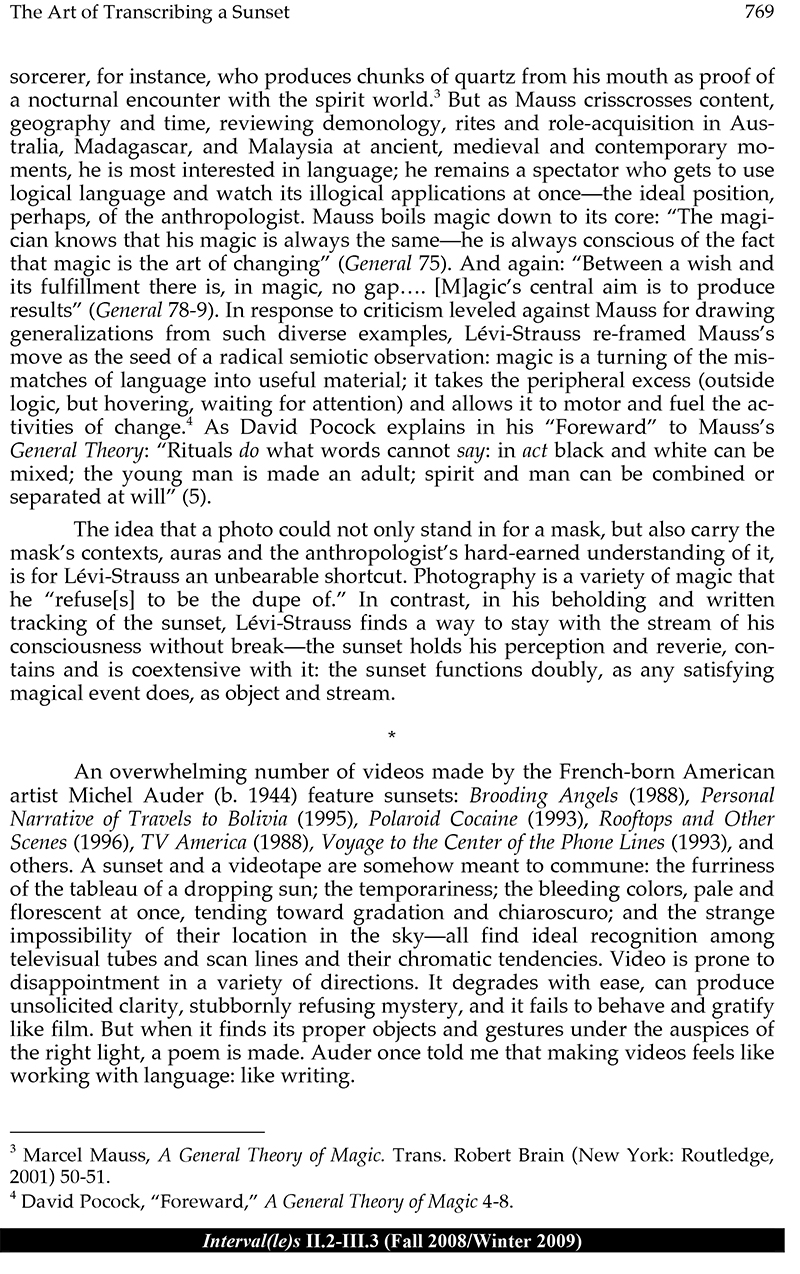 The Art of Transcribing a Sunset 769
sorcerer, for instance, who produces chunks of quartz from his mouth as proof of
a nocturnal encounter with the spirit world.3 But as Mauss crisscrosses content,
geography and time, reviewing demonology, rites and role-acquisition in Aus-
tralia, Madagascar, and Malaysia at ancient, medieval and contemporary mo-
ments, he is most interested in language; he remains a spectator who gets to use
logical language and watch its illogical applications at once—the ideal position,
perhaps, of the anthropologist. Mauss boils magic down to its core: “The magi-
cian knows that his magic is always the same—he is always conscious of the fact
that magic is the art of changing” (General 75). And again: “Between a wish and
its fulfillment there is, in magic, no gap…. [M]agic’s central aim is to produce
results” (General 78-9). In response to criticism leveled against Mauss for drawing
generalizations from such diverse examples, Lévi-Strauss re-framed Mauss’s
move as the seed of a radical semiotic observation: magic is a turning of the mis-
matches of language into useful material; it takes the peripheral excess (outside
logic, but hovering, waiting for attention) and allows it to motor and fuel the ac-
tivities of change.4 As David Pocock explains in his “Foreward” to Mauss’s
General Theory: “Rituals do what words cannot say: in act black and white can be
mixed; the young man is made an adult; spirit and man can be combined or
separated at will” (5).
The idea that a photo could not only stand in for a mask, but also carry the
mask’s contexts, auras and the anthropologist’s hard-earned understanding of it,
is for Lévi-Strauss an unbearable shortcut. Photography is a variety of magic that
he “refuse[s] to be the dupe of.” In contrast, in his beholding and written
tracking of the sunset, Lévi-Strauss finds a way to stay with the stream of his
consciousness without break—the sunset holds his perception and reverie, con-
tains and is coextensive with it: the sunset functions doubly, as any satisfying
magical event does, as object and stream.
*
An overwhelming number of videos made by the French-born American
artist Michel Auder (b. 1944) feature sunsets: Brooding Angels (1988), Personal
Narrative of Travels to Bolivia (1995), Polaroid Cocaine (1993), Rooftops and Other
Scenes (1996), TV America (1988), Voyage to the Center of the Phone Lines (1993), and
others. A sunset and a videotape are somehow meant to commune: the furriness
of the tableau of a dropping sun; the temporariness; the bleeding colors, pale and
florescent at once, tending toward gradation and chiaroscuro; and the strange
impossibility of their location in the sky—all find ideal recognition among
televisual tubes and scan lines and their chromatic tendencies. Video is prone to
disappointment in a variety of directions. It degrades with ease, can produce
unsolicited clarity, stubbornly refusing mystery, and it fails to behave and gratify
like film. But when it finds its proper objects and gestures under the auspices of
the right light, a poem is made. Auder once told me that making videos feels like
working with language: like writing.
3 Marcel Mauss, A General Theory of Magic. Trans. Robert Brain (New York: Routledge,
2001) 50-51.
4 David Pocock, “Foreward,” A General Theory of Magic 4-8.
Interval(le)s II.2-III.3 (Fall 2008/Winter 2009)